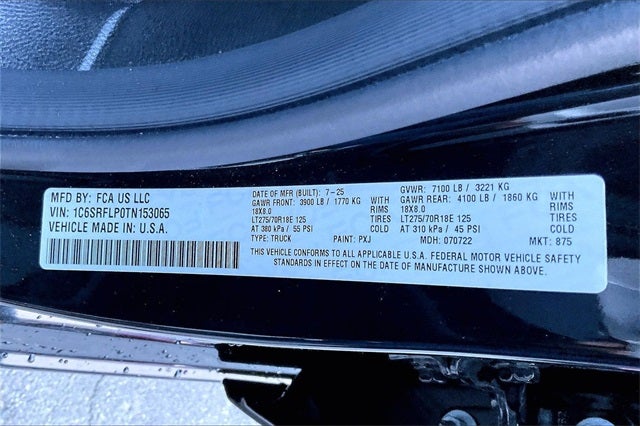 MFD BY: FCA US LLC
VIN: 1C6SRFLP0TN153065
VEHICLE MADE IN: U.S.A.
DATE OF MFR (BUILT): 7-25 GVWR: 7100 LB / 3221 KG
GAWR FRONT: 3900 LB / 1770 KG GAWR REAR: 4100 LB / 1860 KG
18X8.0 RIMS 18X8.0 RIMS
LT275/70R18E 125 TIRES LT275/70R18E 125 TIRES
AT 380 kPa / 55 PSI COLD AT 310 kPa / 45 PSI COLD
TYPE: TRUCK PAINT: PXJ MDH: 070722 MKT: 875
THIS VEHICLE CONFORMS TO ALL APPLICABLE U.S.A. FEDERAL MOTOR VEHICLE SAFETY
STANDARDS IN EFFECT ON THE DATE OF MANUFACTURE SHOWN ABOVE.